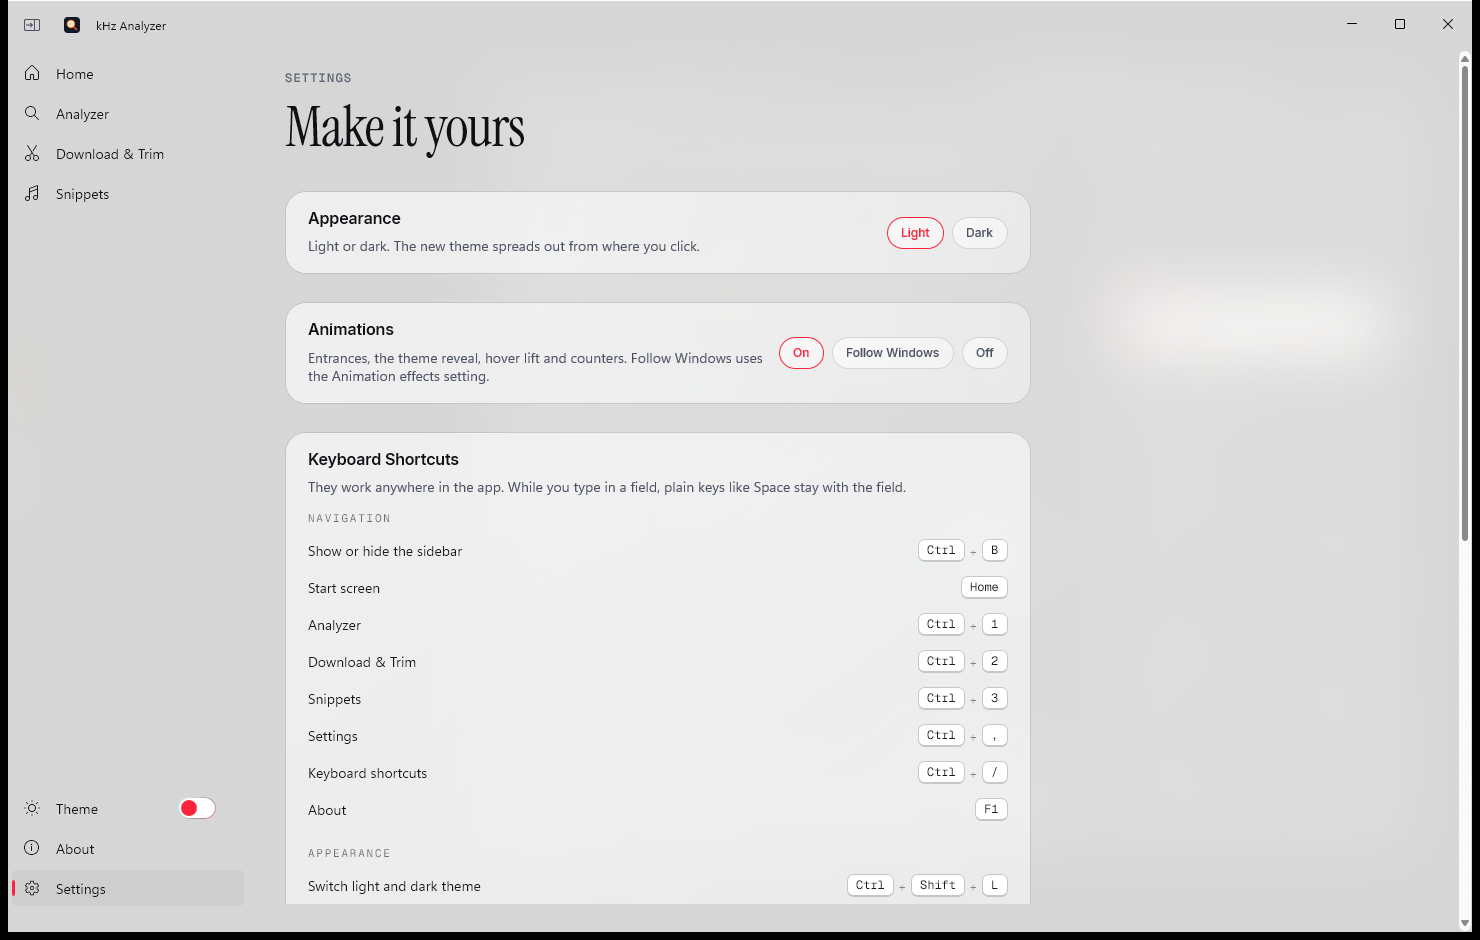 kHz Analyzer
Home
Analyzer
Download & Trim
Snippets
Theme
About
Settings
SETTINGS
Make it yours
Appearance
Light or dark. The new theme spreads out from where you click.
Light
Dark
Animations
Entrances, the theme reveal, hover lift and counters. Follow Windows uses
the Animation effects setting.
On
Follow Windows
Off
Keyboard Shortcuts
They work anywhere in the app. While you type in a field, plain keys like Space stay with the field.
NAVIGATION
Show or hide the sidebar Ctrl + B
Start screen Home
Analyzer Ctrl + 1
Download & Trim Ctrl + 2
Snippets Ctrl + 3
Settings Ctrl + ,
Keyboard shortcuts Ctrl + /
About F1
APPEARANCE
Switch light and dark theme Ctrl + Shift + L